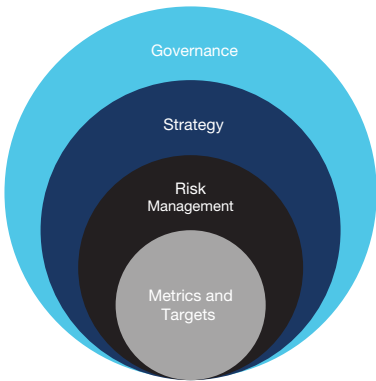 Governance
Strategy
Risk
Management
Metrics and
Targets